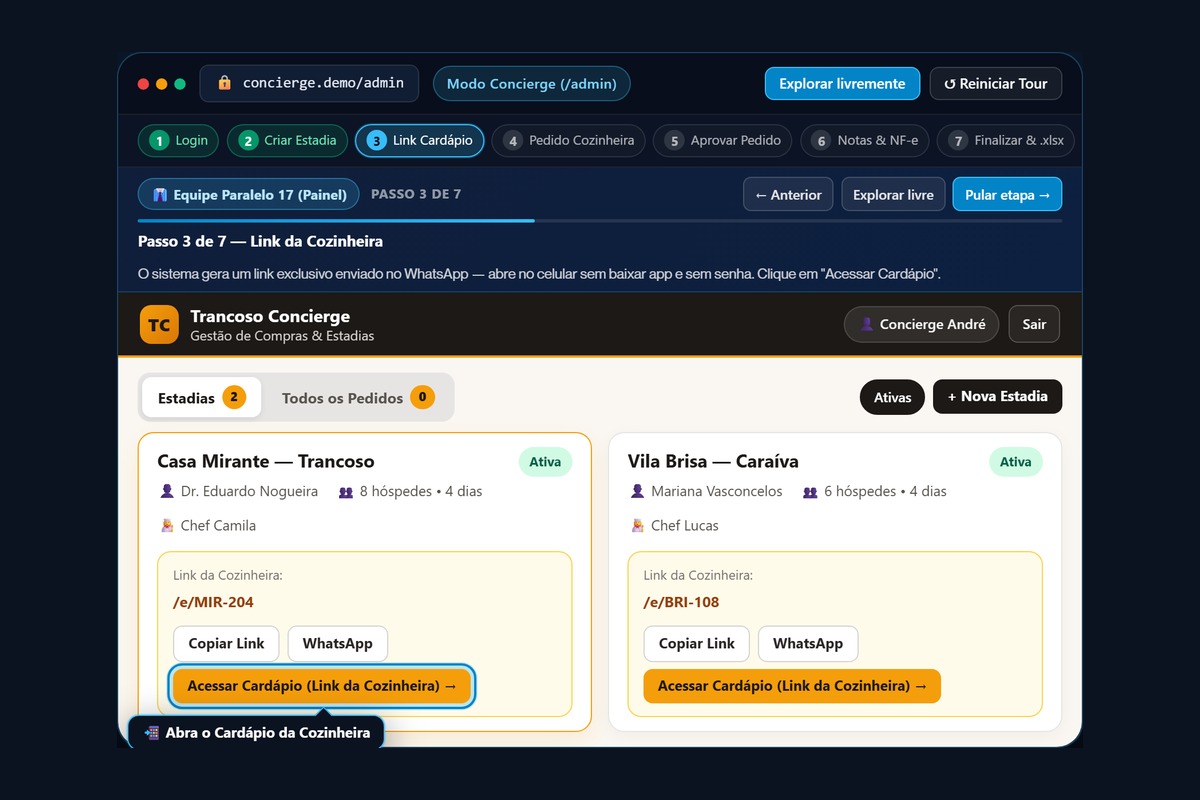 concierge.demo/admin
Modo Concierge (/admin)
Explorar livremente
↺ Reiniciar Tour
1 Login
2 Criar Estadia
3 Link Cardápio
4 Pedido Cozinheira
5 Aprovar Pedido
6 Notas & NF-e
7 Finalizar & .xlsx
Equipe Paralelo 17 (Painel)
PASSO 3 DE 7
← Anterior
Explorar livre
Pular etapa →
Passo 3 de 7 — Link da Cozinheira
O sistema gera um link exclusivo enviado no WhatsApp — abre no celular sem baixar app e sem senha. Clique em "Acessar Cardápio".
TC
Trancoso Concierge
Gestão de Compras & Estadias
Concierge André
Sair
Estadias 2
Todos os Pedidos 0
Ativas
+ Nova Estadia
Casa Mirante — Trancoso
Ativa
Dr. Eduardo Nogueira
8 hóspedes • 4 dias
Chef Camila
Link da Cozinheira:
/e/MIR-204
Copiar Link
WhatsApp
Acessar Cardápio (Link da Cozinheira) →
Abra o Cardápio da Cozinheira
Vila Brisa — Caraíva
Ativa
Mariana Vasconcelos
6 hóspedes • 4 dias
Chef Lucas
Link da Cozinheira:
/e/BRI-108
Copiar Link
WhatsApp
Acessar Cardápio (Link da Cozinheira) →